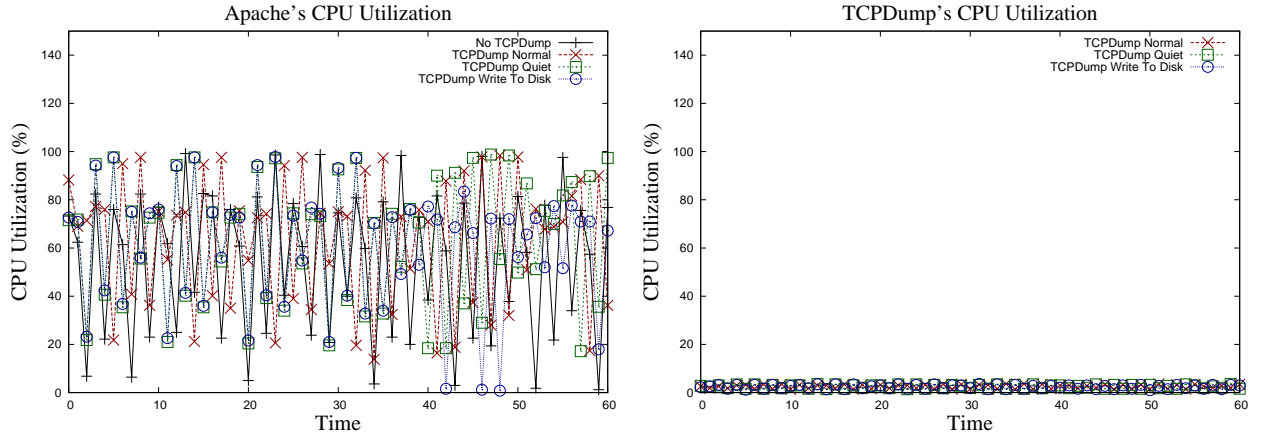 Apache’s CPU Utilization
140
120
100
80
60
40
20
0
CPU Utilization (%)
0
10
20
30
40
50
60
Time
No TCPDump
TCPDump Normal
TCPDump Quiet
TCPDump Write To Disk
TCPDump’s CPU Utilization
140
120
100
80
60
40
20
0
CPU Utilization (%)
0
10
20
30
40
50
60
Time
TCPDump Normal
TCPDump Quiet
TCPDump Write To Disk